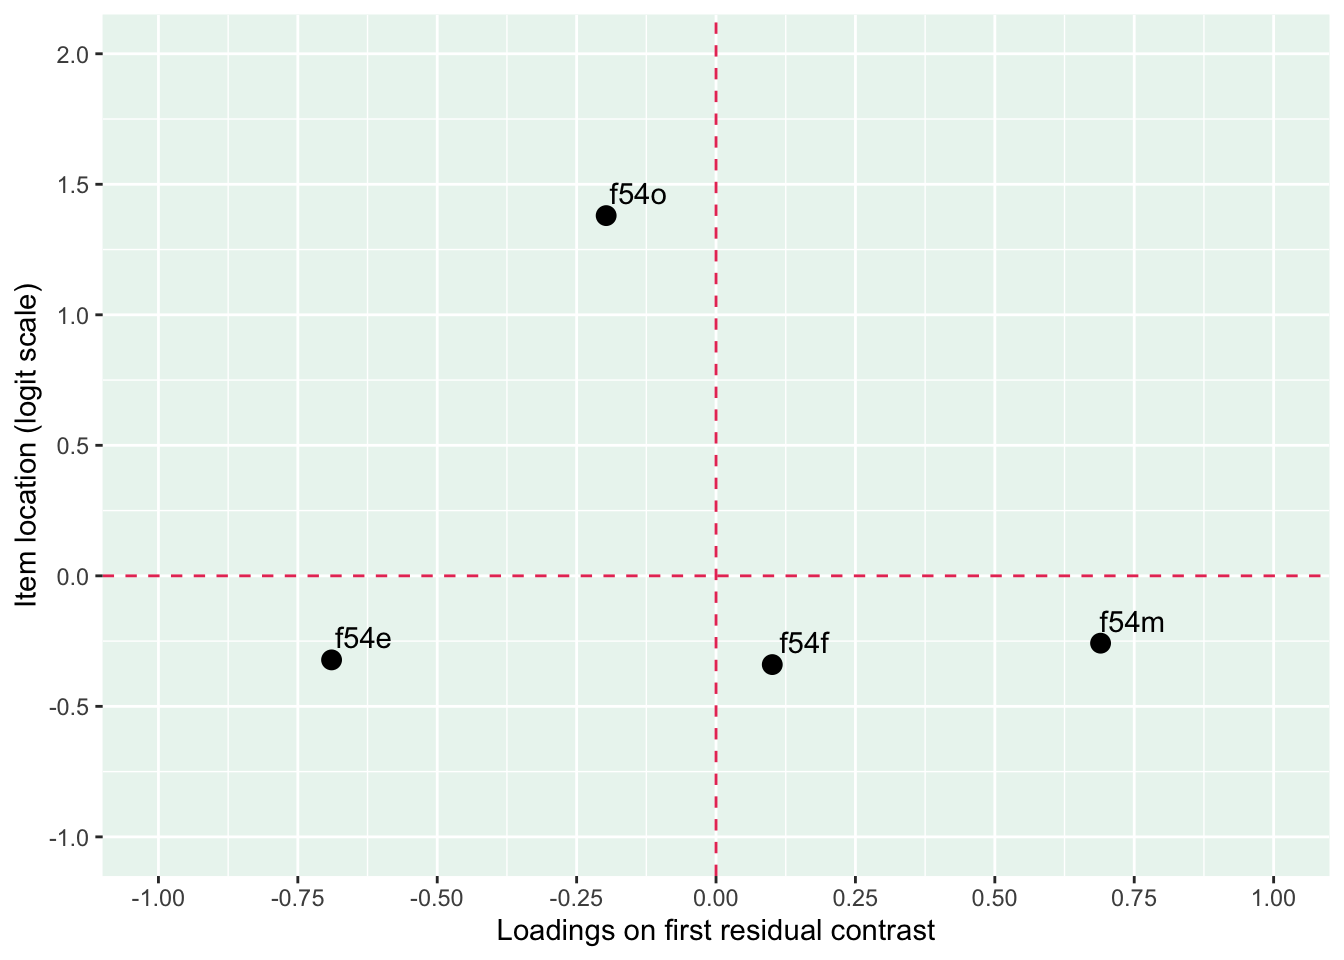 2.0
1.5
1.0
0.5
0.0
-0.5
-1.0
Item location (logit scale)
f54o
f54e
f54f
f54m
-1.00 -0.75 -0.50 -0.25 0.00 0.25 0.50 0.75 1.00
Loadings on first residual contrast